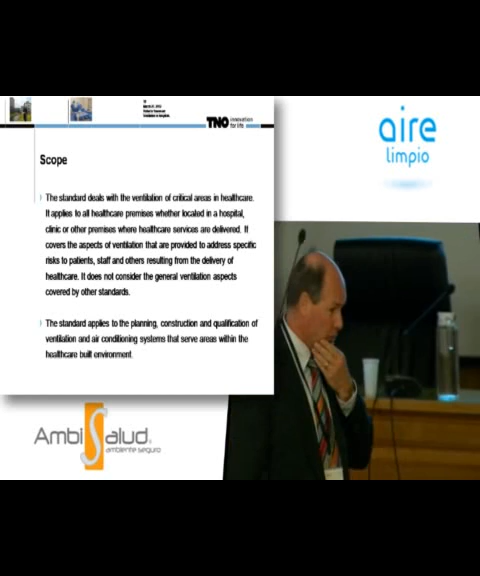 TNO innovation
for life
Scope
The standard deals with the ventilation of critical areas in healthcare.
It applies to all healthcare premises whether located in a hospital,
clinic or other premises where healthcare services are delivered. It
covers the aspects of ventilation that are provided to address specific
risks to patients, staff and others resulting from the delivery of
healthcare. It does not consider the general ventilation aspects
covered by other standards.
The standard applies to the planning, construction and qualification of
ventilation and air conditioning systems that serve areas within the
healthcare built environment.
aire
limpio
AmbiSalud®
ambiente seguro